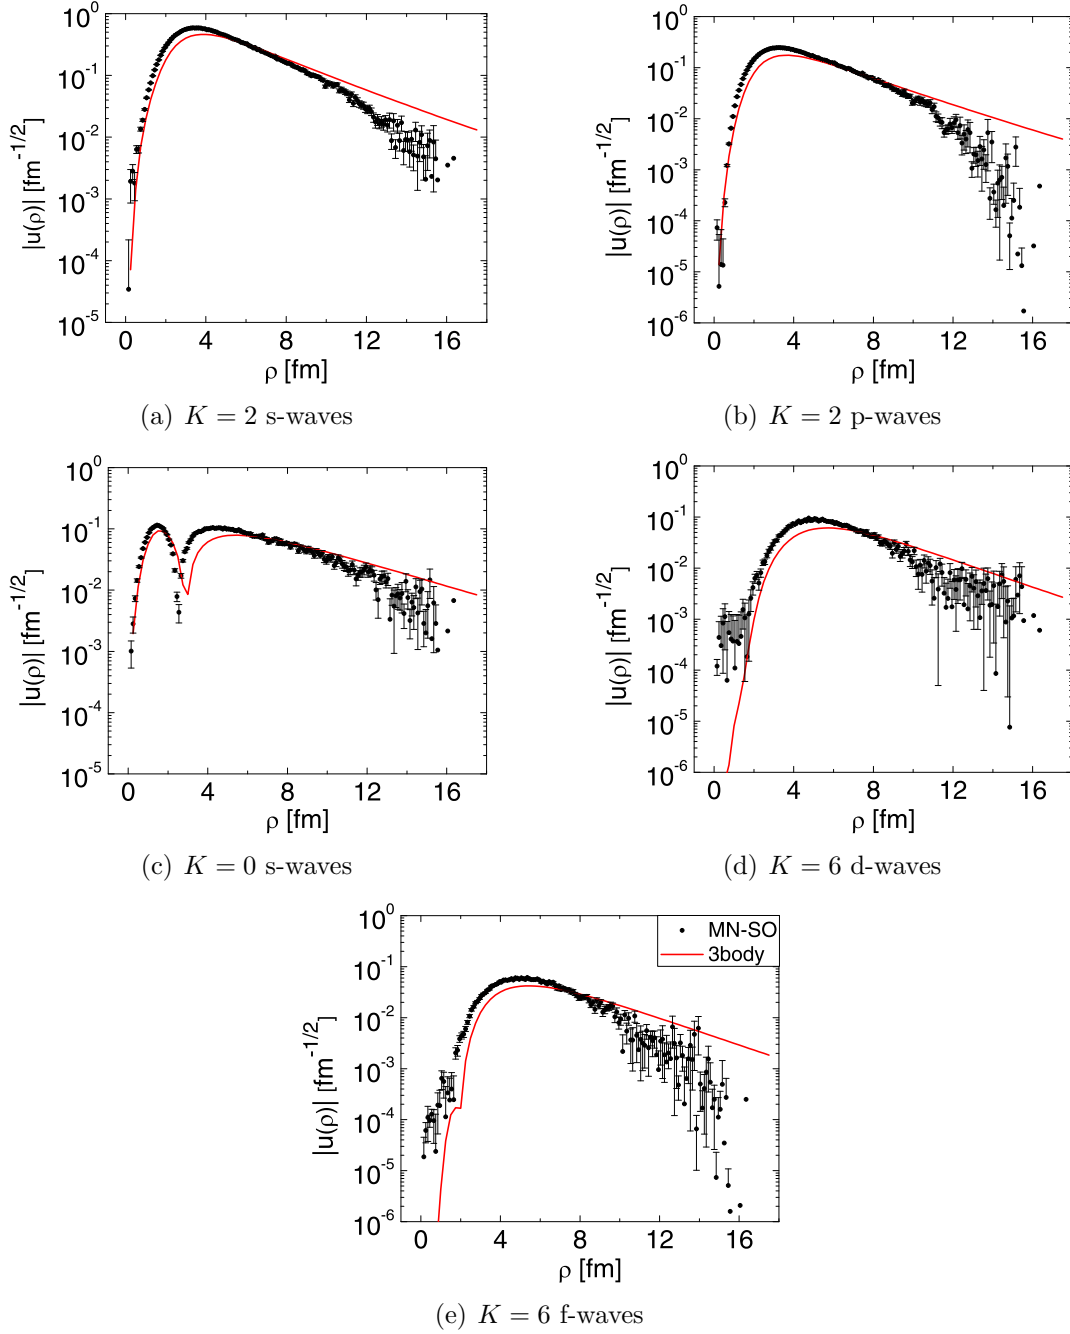 10^0
10^-1
10^-2
10^-3
10^-4
10^-5
|u(ρ)| [fm^-1/2]
0 4 8 12 16
ρ [fm]
(a) K = 2 s-waves
10^0
10^-1
10^-2
10^-3
10^-4
10^-5
10^-6
|u(ρ)| [fm^-1/2]
0 4 8 12 16
ρ [fm]
(b) K = 2 p-waves
10^0
10^-1
10^-2
10^-3
10^-4
10^-5
|u(ρ)| [fm^-1/2]
0 4 8 12 16
ρ [fm]
(c) K = 0 s-waves
10^0
10^-1
10^-2
10^-3
10^-4
10^-5
10^-6
|u(ρ)| [fm^-1/2]
0 4 8 12 16
ρ [fm]
(d) K = 6 d-waves
10^0
10^-1
10^-2
10^-3
10^-4
10^-5
10^-6
|u(ρ)| [fm^-1/2]
MN-SO
3body
0 4 8 12 16
ρ [fm]
(e) K = 6 f-waves